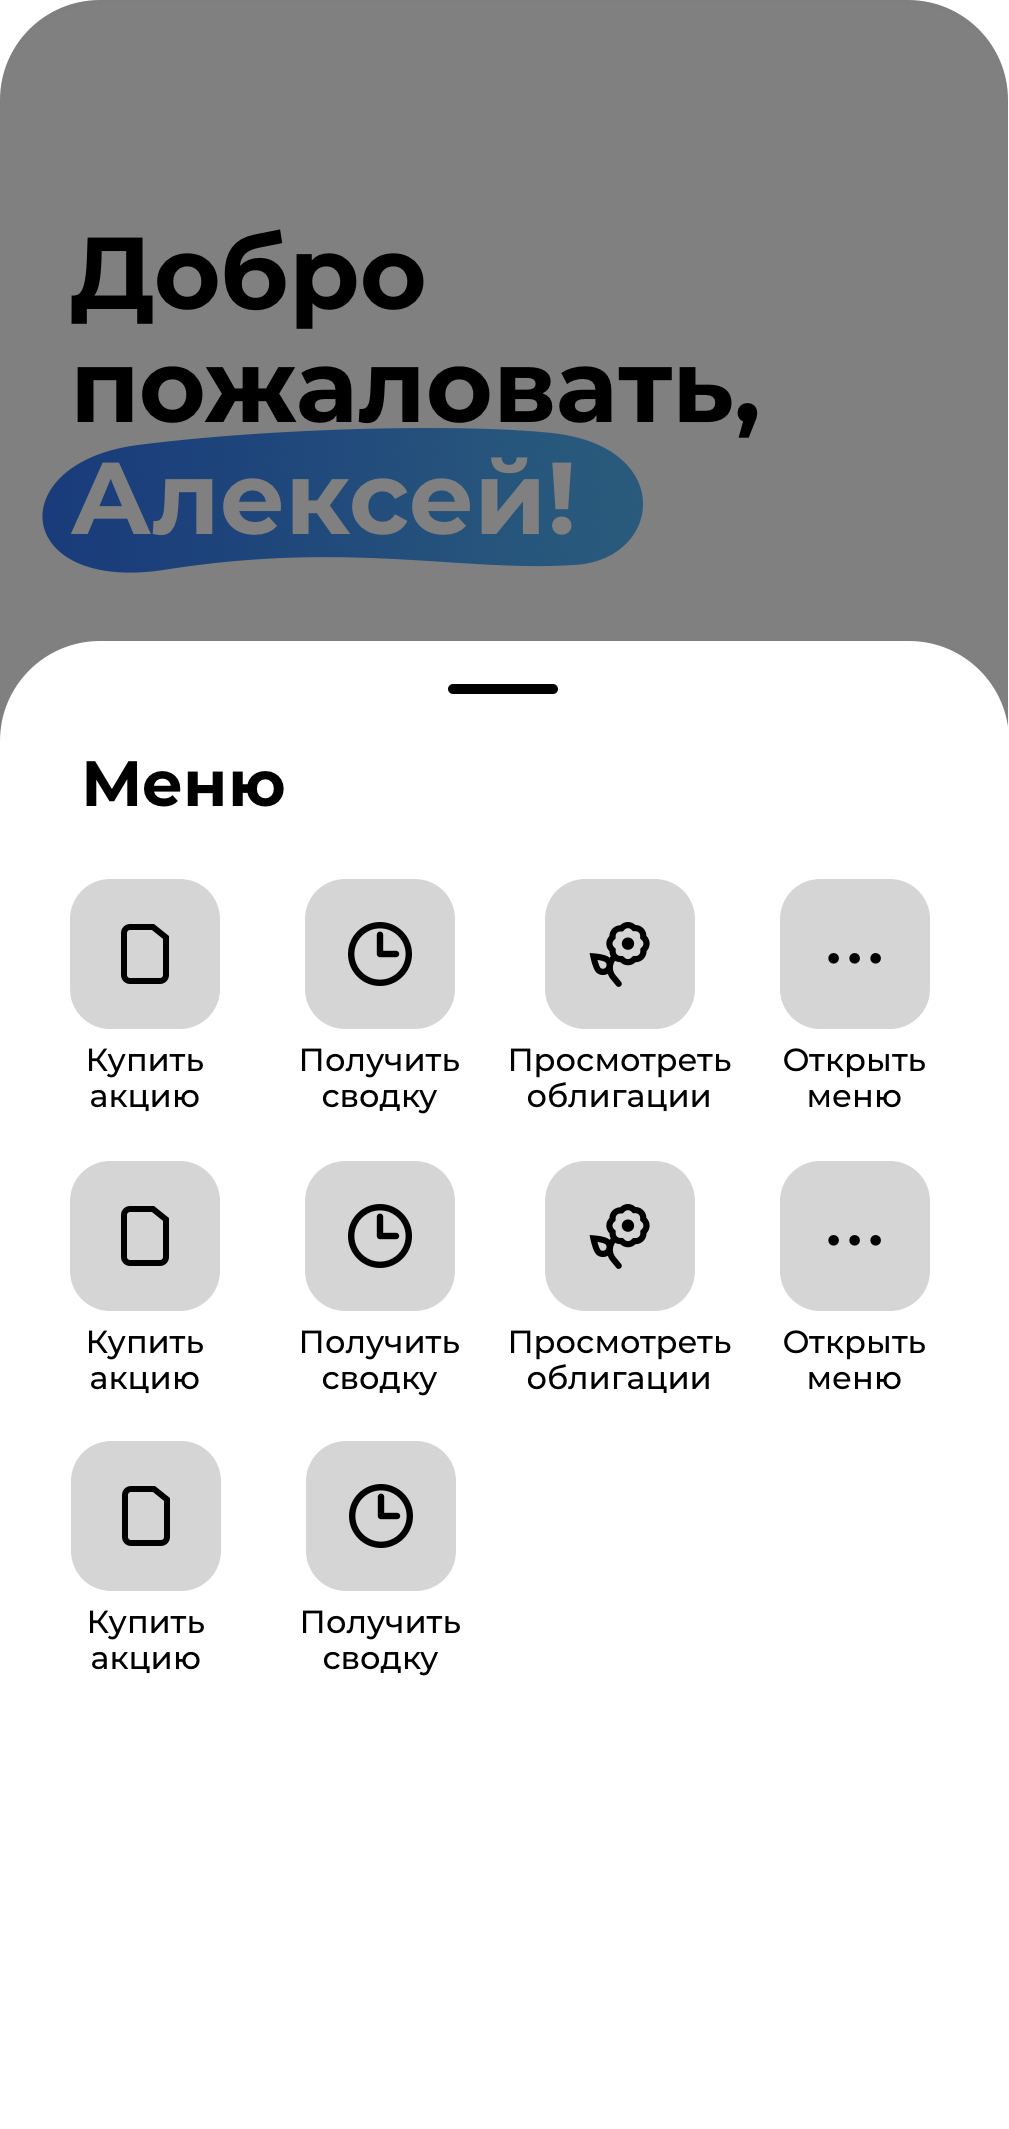 Добро
пожаловать,
Алексей!
Меню
Купить
акцию
Получить
сводку
Просмотреть
облигации
Открыть
меню
Купить
акцию
Получить
сводку
Просмотреть
облигации
Открыть
меню
Купить
акцию
Получить
сводку